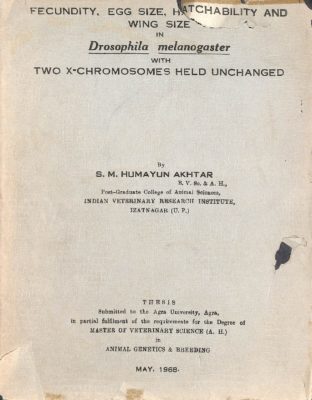 FECUNDITY, EGG SIZE, HATCHABILITY AND
WING SIZE
IN
Drosophila melanogaster
WITH
TWO X-CHROMOSOMES HELD UNCHANGED
By
S. M. HUMAYUN AKHTAR
B. V. Sc. & A. H.,
Post-Graduate College of Animal Sciences,
INDIAN VETERINARY RESEARCH INSTITUTE,
IZATNAGAR (U. P.)
THESIS
Submitted to the Agra University, Agra,
in partial fulfilment of the requirements for the Degree of
MASTER OF VETERINARY SCIENCE (A. H.)
in
ANIMAL GENETICS & BREEDING
MAY, 1968.